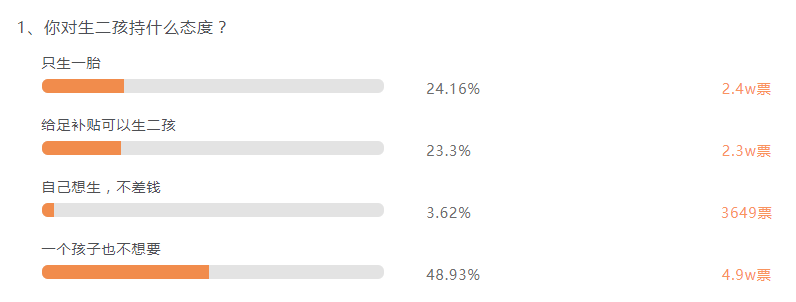 1、你对生二孩持什么态度？
只生一胎
24.16% 2.4w票
给足补贴可以生二孩
23.3% 2.3w票
自己想生，不差钱
3.62% 3649票
一个孩子也不想要
48.93% 4.9w票